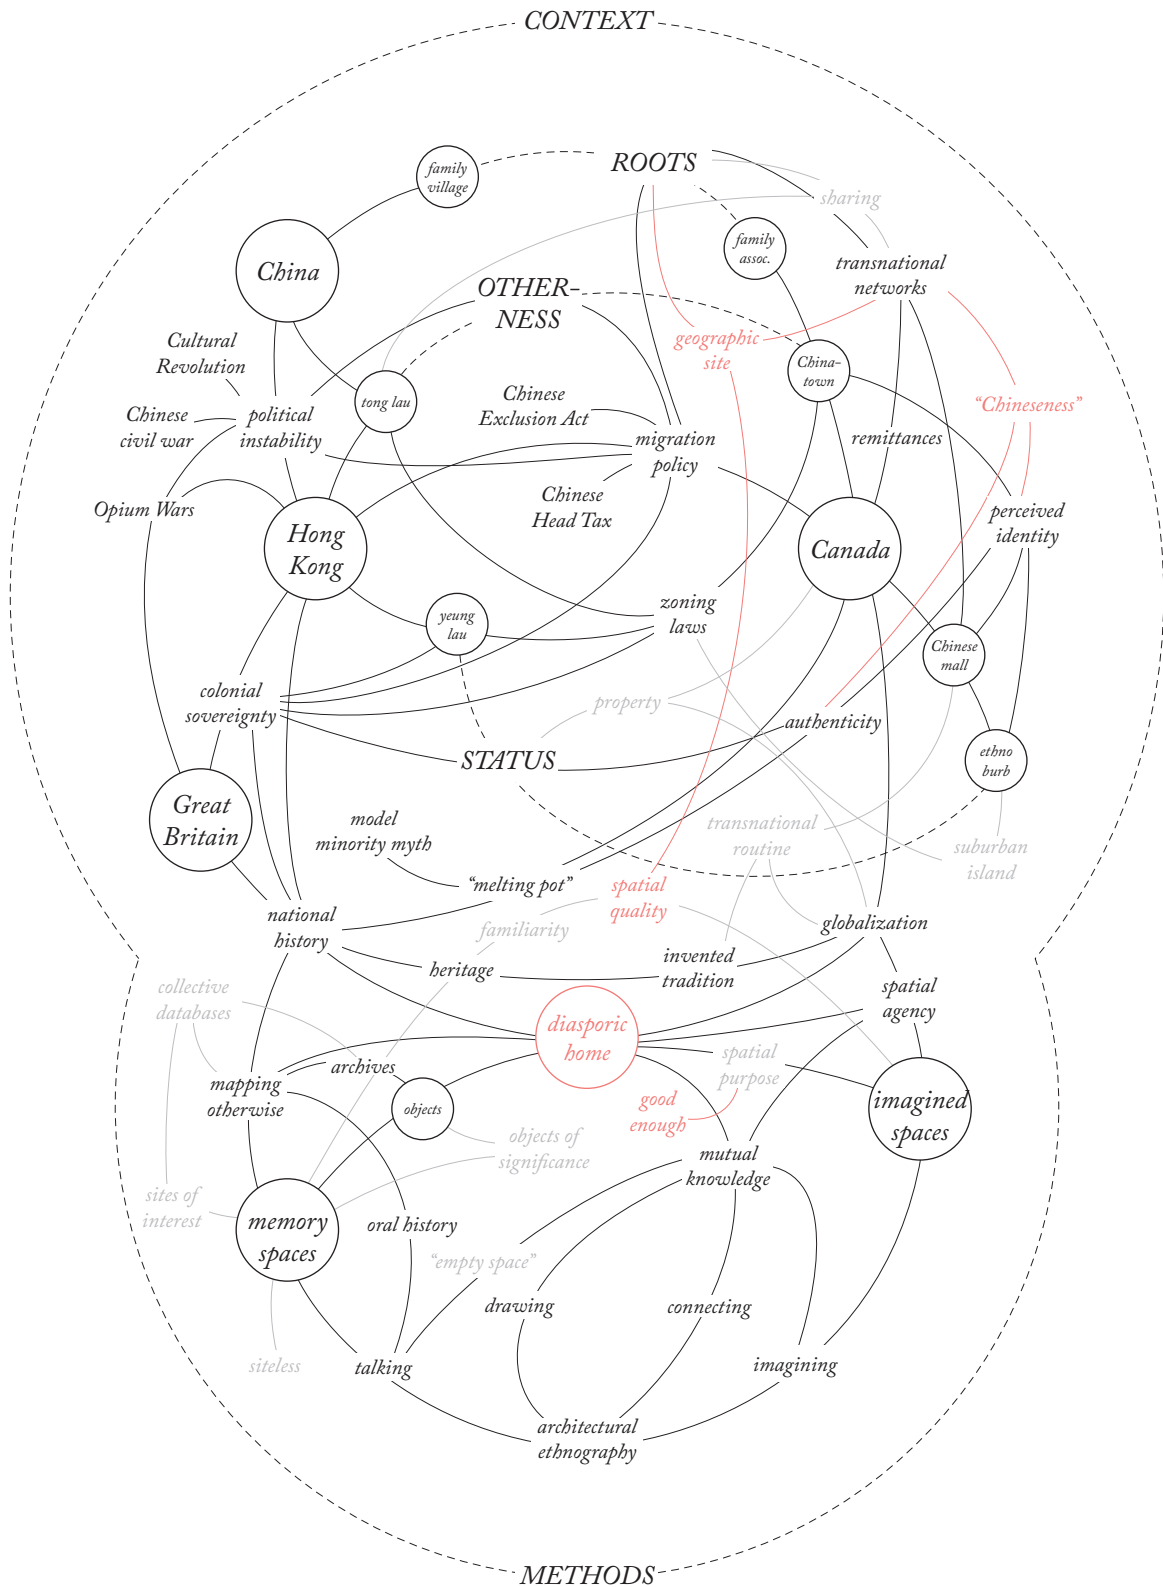 CONTEXT
ROOTS
family
village
sharing
family
assoc.
China
transnational
networks
OTHER-
NESS
geographic
site
Cultural
Revolution
China-
town
tong lau
Chinese
Exclusion Act
“Chineseness”
Chinese
civil war
political
instability
migration
policy
remittances
Chinese
Head Tax
Opium Wars
perceived
identity
Hong
Kong
Canada
yeung
lau
zoning
laws
Chinese
mall
colonial
sovereignty
property
authenticity
STATUS
ethno
burb
Great
Britain
model
minority myth
transnational
routine
suburban
island
“melting pot”
spatial
quality
national
history
familiarity
globalization
heritage
invented
tradition
collective
databases
spatial
agency
diasporic
home
archives
spatial
purpose
mapping
otherwise
objects
good
enough
imagined
spaces
objects of
significance
mutual
knowledge
sites of
interest
memory
spaces
oral history
“empty space”
drawing
connecting
siteless
talking
imagining
architectural
ethnography
METHODS